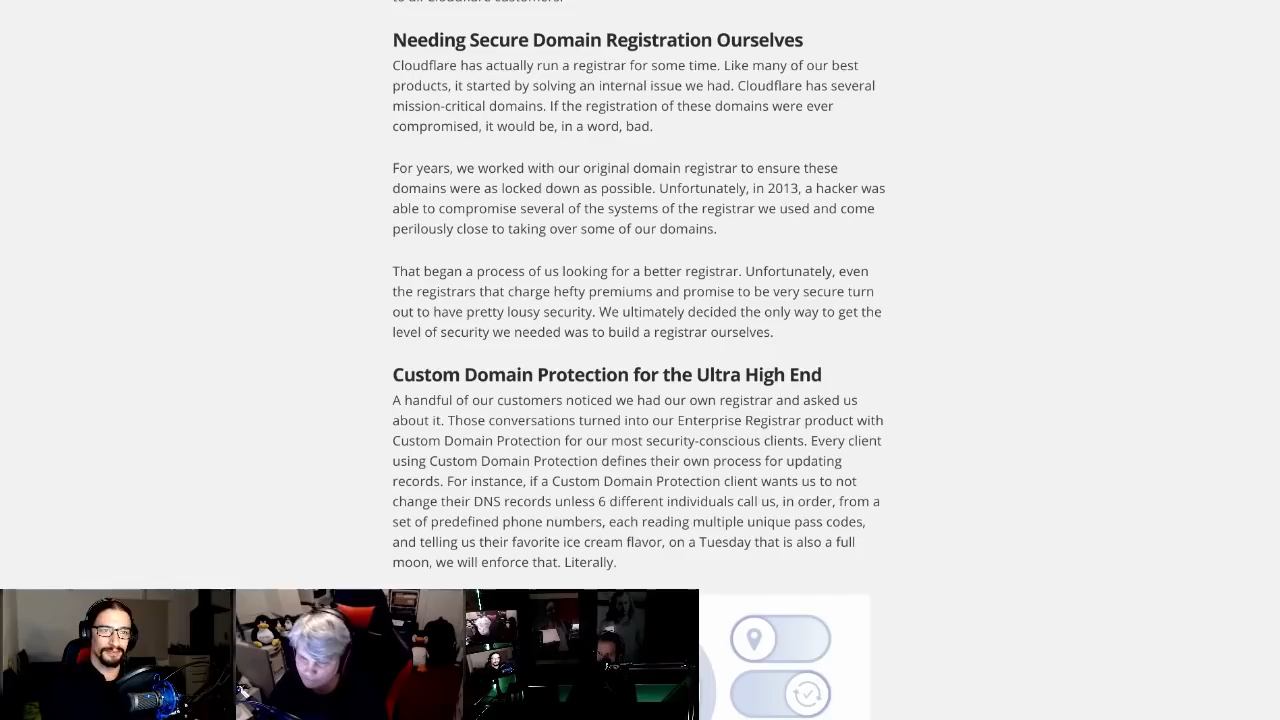 Needing Secure Domain Registration Ourselves
Cloudflare has actually run a registrar for some time. Like many of our best
products, it started by solving an internal issue we had. Cloudflare has several
mission-critical domains. If the registration of these domains were ever
compromised, it would be, in a word, bad.
For years, we worked with our original domain registrar to ensure these
domains were as locked down as possible. Unfortunately, in 2013, a hacker was
able to compromise several of the systems of the registrar we used and come
perilously close to taking over some of our domains.
That began a process of us looking for a better registrar. Unfortunately, even
the registrars that charge hefty premiums and promise to be very secure turn
out to have pretty lousy security. We ultimately decided the only way to get the
level of security we needed was to build a registrar ourselves.
Custom Domain Protection for the Ultra High End
A handful of our customers noticed we had our own registrar and asked us
about it. Those conversations turned into our Enterprise Registrar product with
Custom Domain Protection for our most security-conscious clients. Every client
using Custom Domain Protection defines their own process for updating
records. For instance, if a Custom Domain Protection client wants us to not
change their DNS records unless 6 different individuals call us, in order, from a
set of predefined phone numbers, each reading multiple unique pass codes,
and telling us their favorite ice cream flavor, on a Tuesday that is also a full
moon, we will enforce that. Literally.